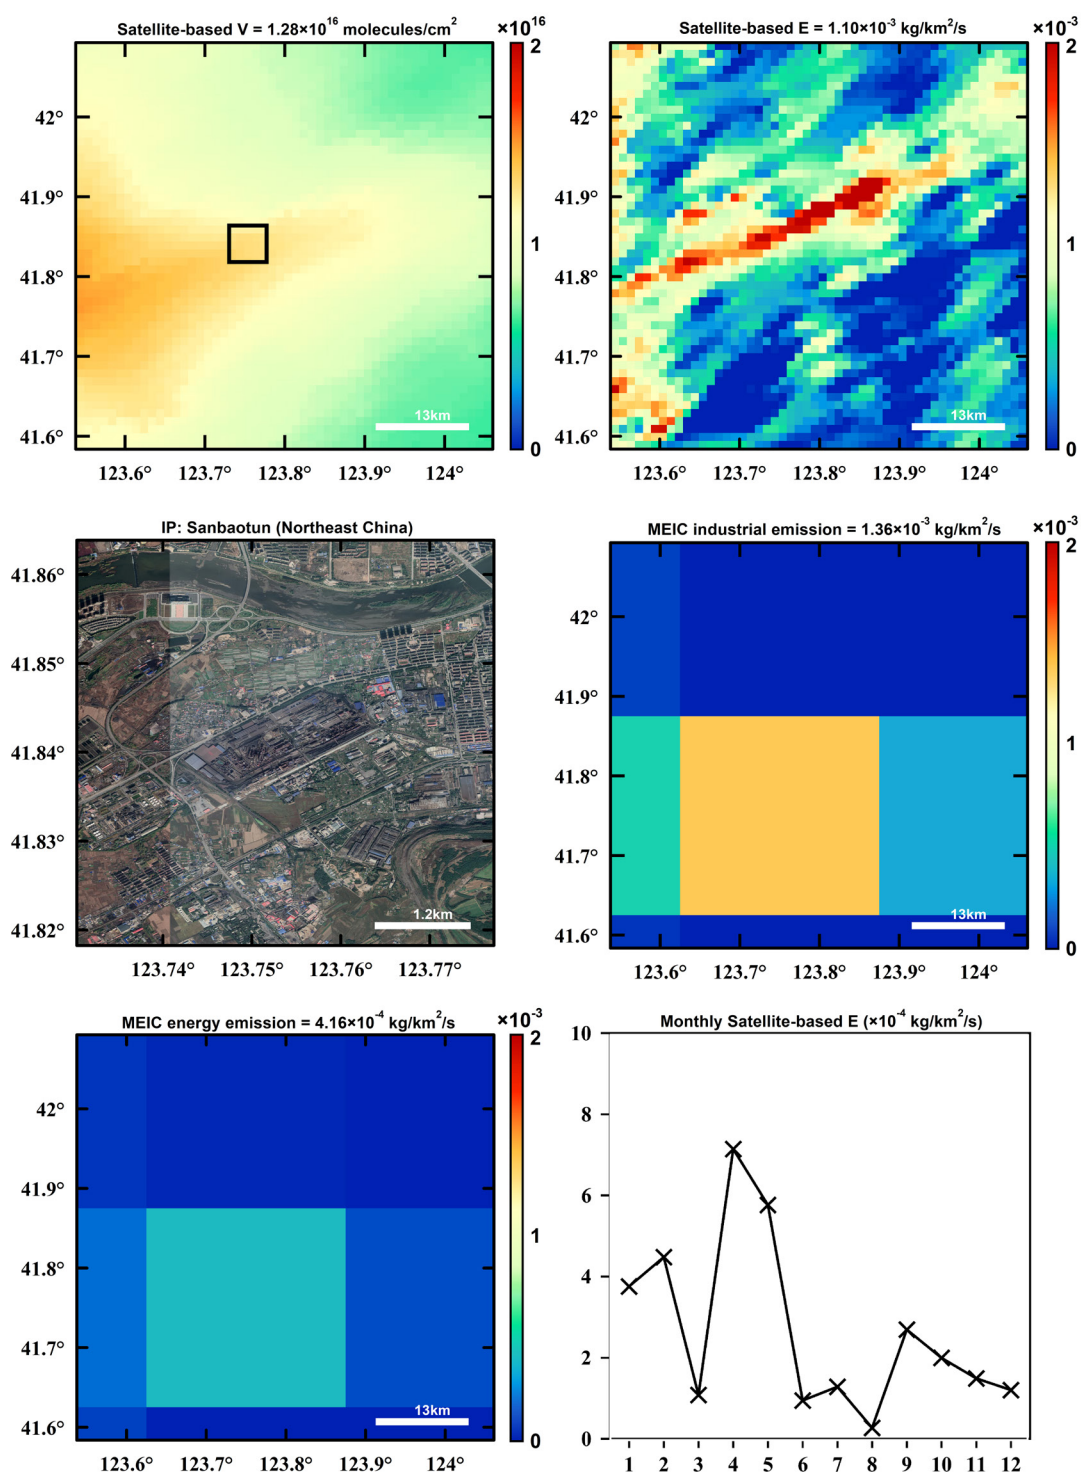 Satellite-based V = 1.28×10¹⁶ molecules/cm²
×10¹⁶
2
1
0
42°
41.9°
41.8°
41.7°
41.6°
13km
123.6° 123.7° 123.8° 123.9° 124°
Satellite-based E = 1.10×10⁻³ kg/km²/s
×10⁻³
2
1
0
42°
41.9°
41.8°
41.7°
41.6°
13km
123.6° 123.7° 123.8° 123.9° 124°
IP: Sanbaotun (Northeast China)
41.86°
41.85°
41.84°
41.83°
41.82°
1.2km
123.74° 123.75° 123.76° 123.77°
MEIC industrial emission = 1.36×10⁻³ kg/km²/s
×10⁻³
2
1
0
42°
41.9°
41.8°
41.7°
41.6°
13km
123.6° 123.7° 123.8° 123.9° 124°
MEIC energy emission = 4.16×10⁻⁴ kg/km²/s
×10⁻³
2
1
0
42°
41.9°
41.8°
41.7°
41.6°
13km
123.6° 123.7° 123.8° 123.9° 124°
Monthly Satellite-based E (×10⁻⁴ kg/km²/s)
10
8
6
4
2
0
1 2 3 4 5 6 7 8 9 10 11 12